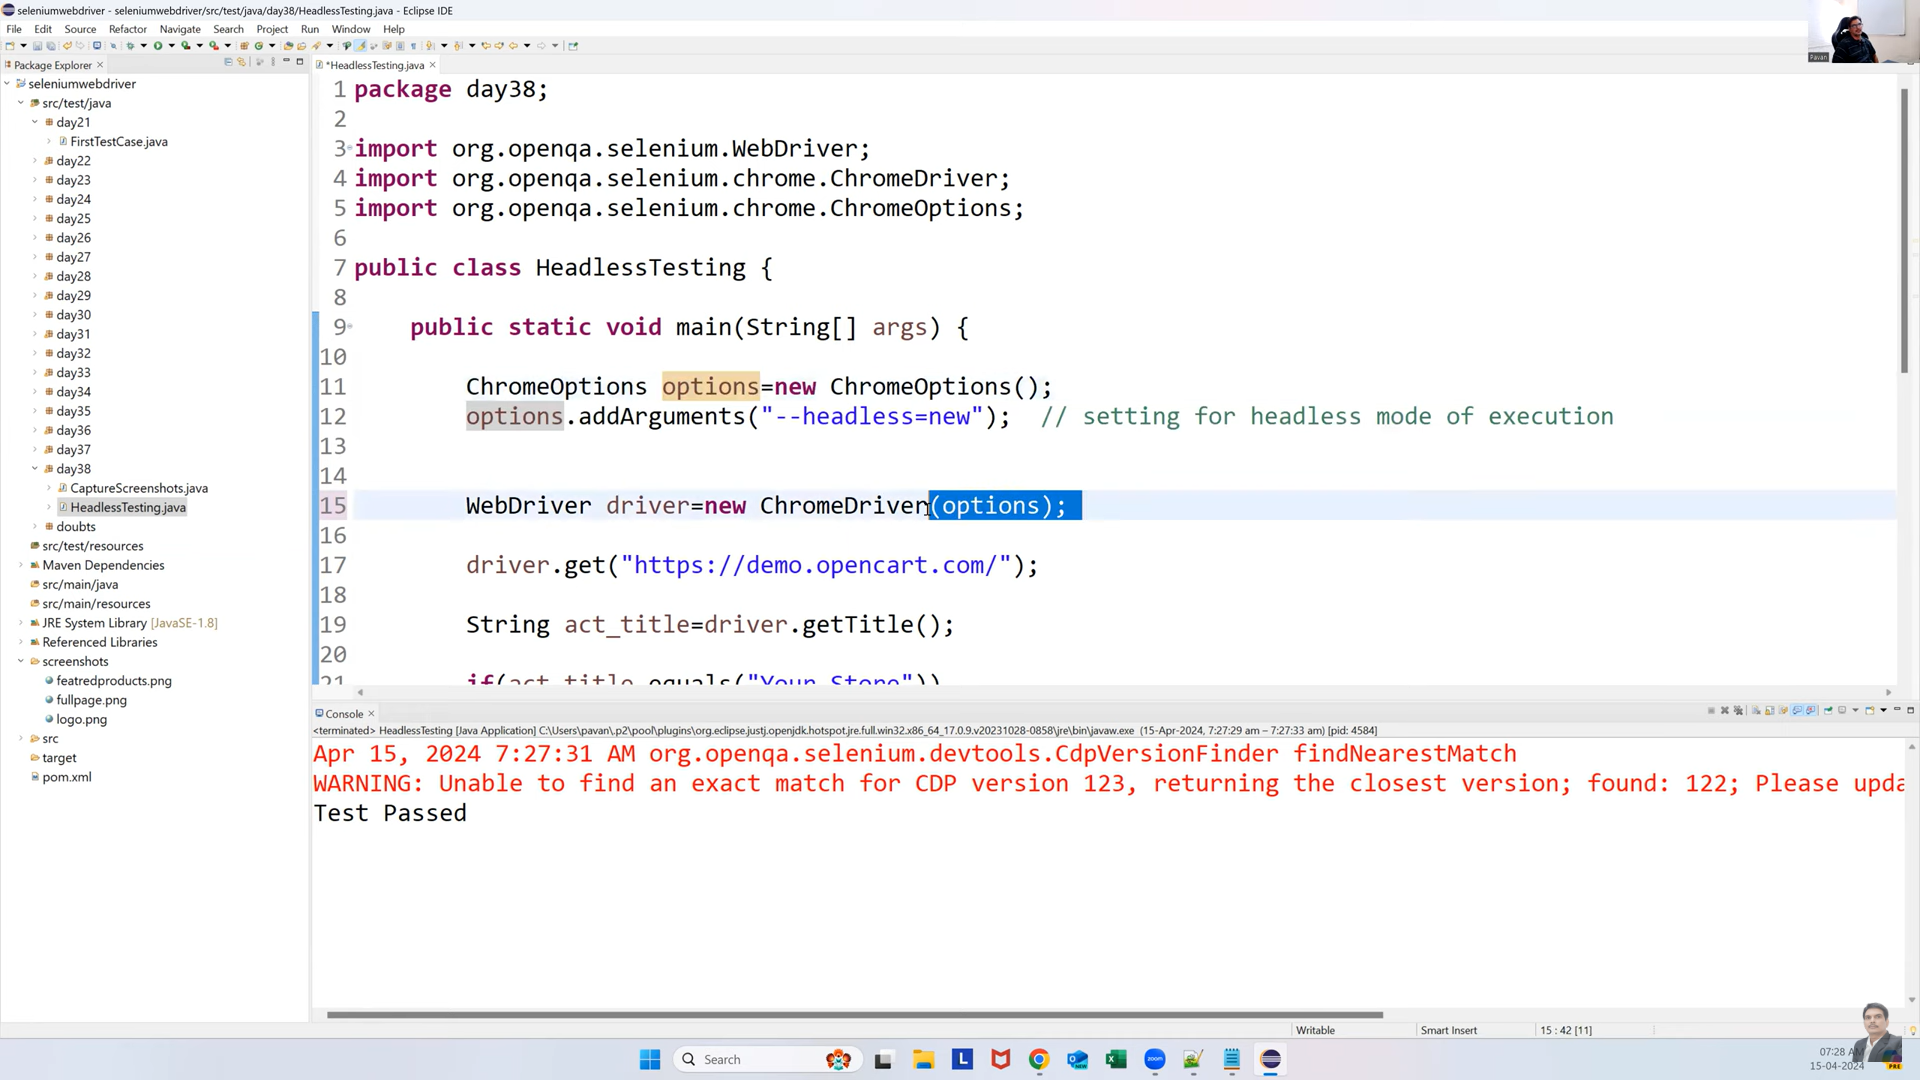 seleniumwebdriver - seleniumwebdriver/src/test/java/day38/HeadlessTesting.java - Eclipse IDE
File Edit Source Refactor Navigate Search Project Run Window Help
Pavan
Package Explorer
seleniumwebdriver
src/test/java
day21
FirstTestCase.java
day22
day23
day24
day25
day26
day27
day28
day29
day30
day31
day32
day33
day34
day35
day36
day37
day38
CaptureScreenshots.java
HeadlessTesting.java
doubts
src/test/resources
Maven Dependencies
src/main/java
src/main/resources
JRE System Library [JavaSE-1.8]
Referenced Libraries
screenshots
featredproducts.png
fullpage.png
logo.png
src
target
pom.xml
*HeadlessTesting.java
1 package day38;
2
3 import org.openqa.selenium.WebDriver;
4 import org.openqa.selenium.chrome.ChromeDriver;
5 import org.openqa.selenium.chrome.ChromeOptions;
6
7 public class HeadlessTesting {
8
9 public static void main(String[] args) {
10
11 ChromeOptions options=new ChromeOptions();
12 options.addArguments("--headless=new"); // setting for headless mode of execution
13
14
15 WebDriver driver=new ChromeDriver(options);
16
17 driver.get("https://demo.opencart.com/");
18
19 String act_title=driver.getTitle();
20
21 if(act_title.equals("Your Store"))
Console
<terminated> HeadlessTesting [Java Application] C:\Users\pavan\.p2\pool\plugins\org.eclipse.justj.openjdk.hotspot.jre.full.win32.x86_64_17.0.9.v20231028-0858\jre\bin\javaw.exe (15-Apr-2024, 7:27:29 am – 7:27:33 am) [pid: 4584]
Apr 15, 2024 7:27:31 AM org.openqa.selenium.devtools.CdpVersionFinder findNearestMatch
WARNING: Unable to find an exact match for CDP version 123, returning the closest version; found: 122; Please upda
Test Passed
Writable Smart Insert 15 : 42 [11]
Search
07:28 AM
15-04-2024